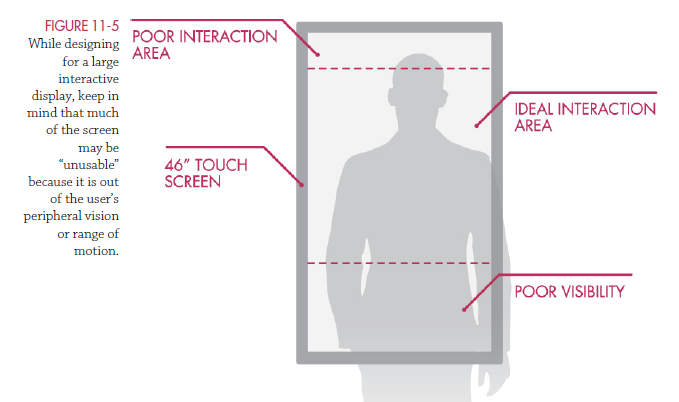 FIGURE 11-5
While designing
for a large
interactive
display, keep in
mind that much
of the screen
may be
“unusable”
because it is out
of the user’s
peripheral vision
or range of
motion.
POOR INTERACTION
AREA
IDEAL INTERACTION
AREA
46” TOUCH
SCREEN
POOR VISIBILITY